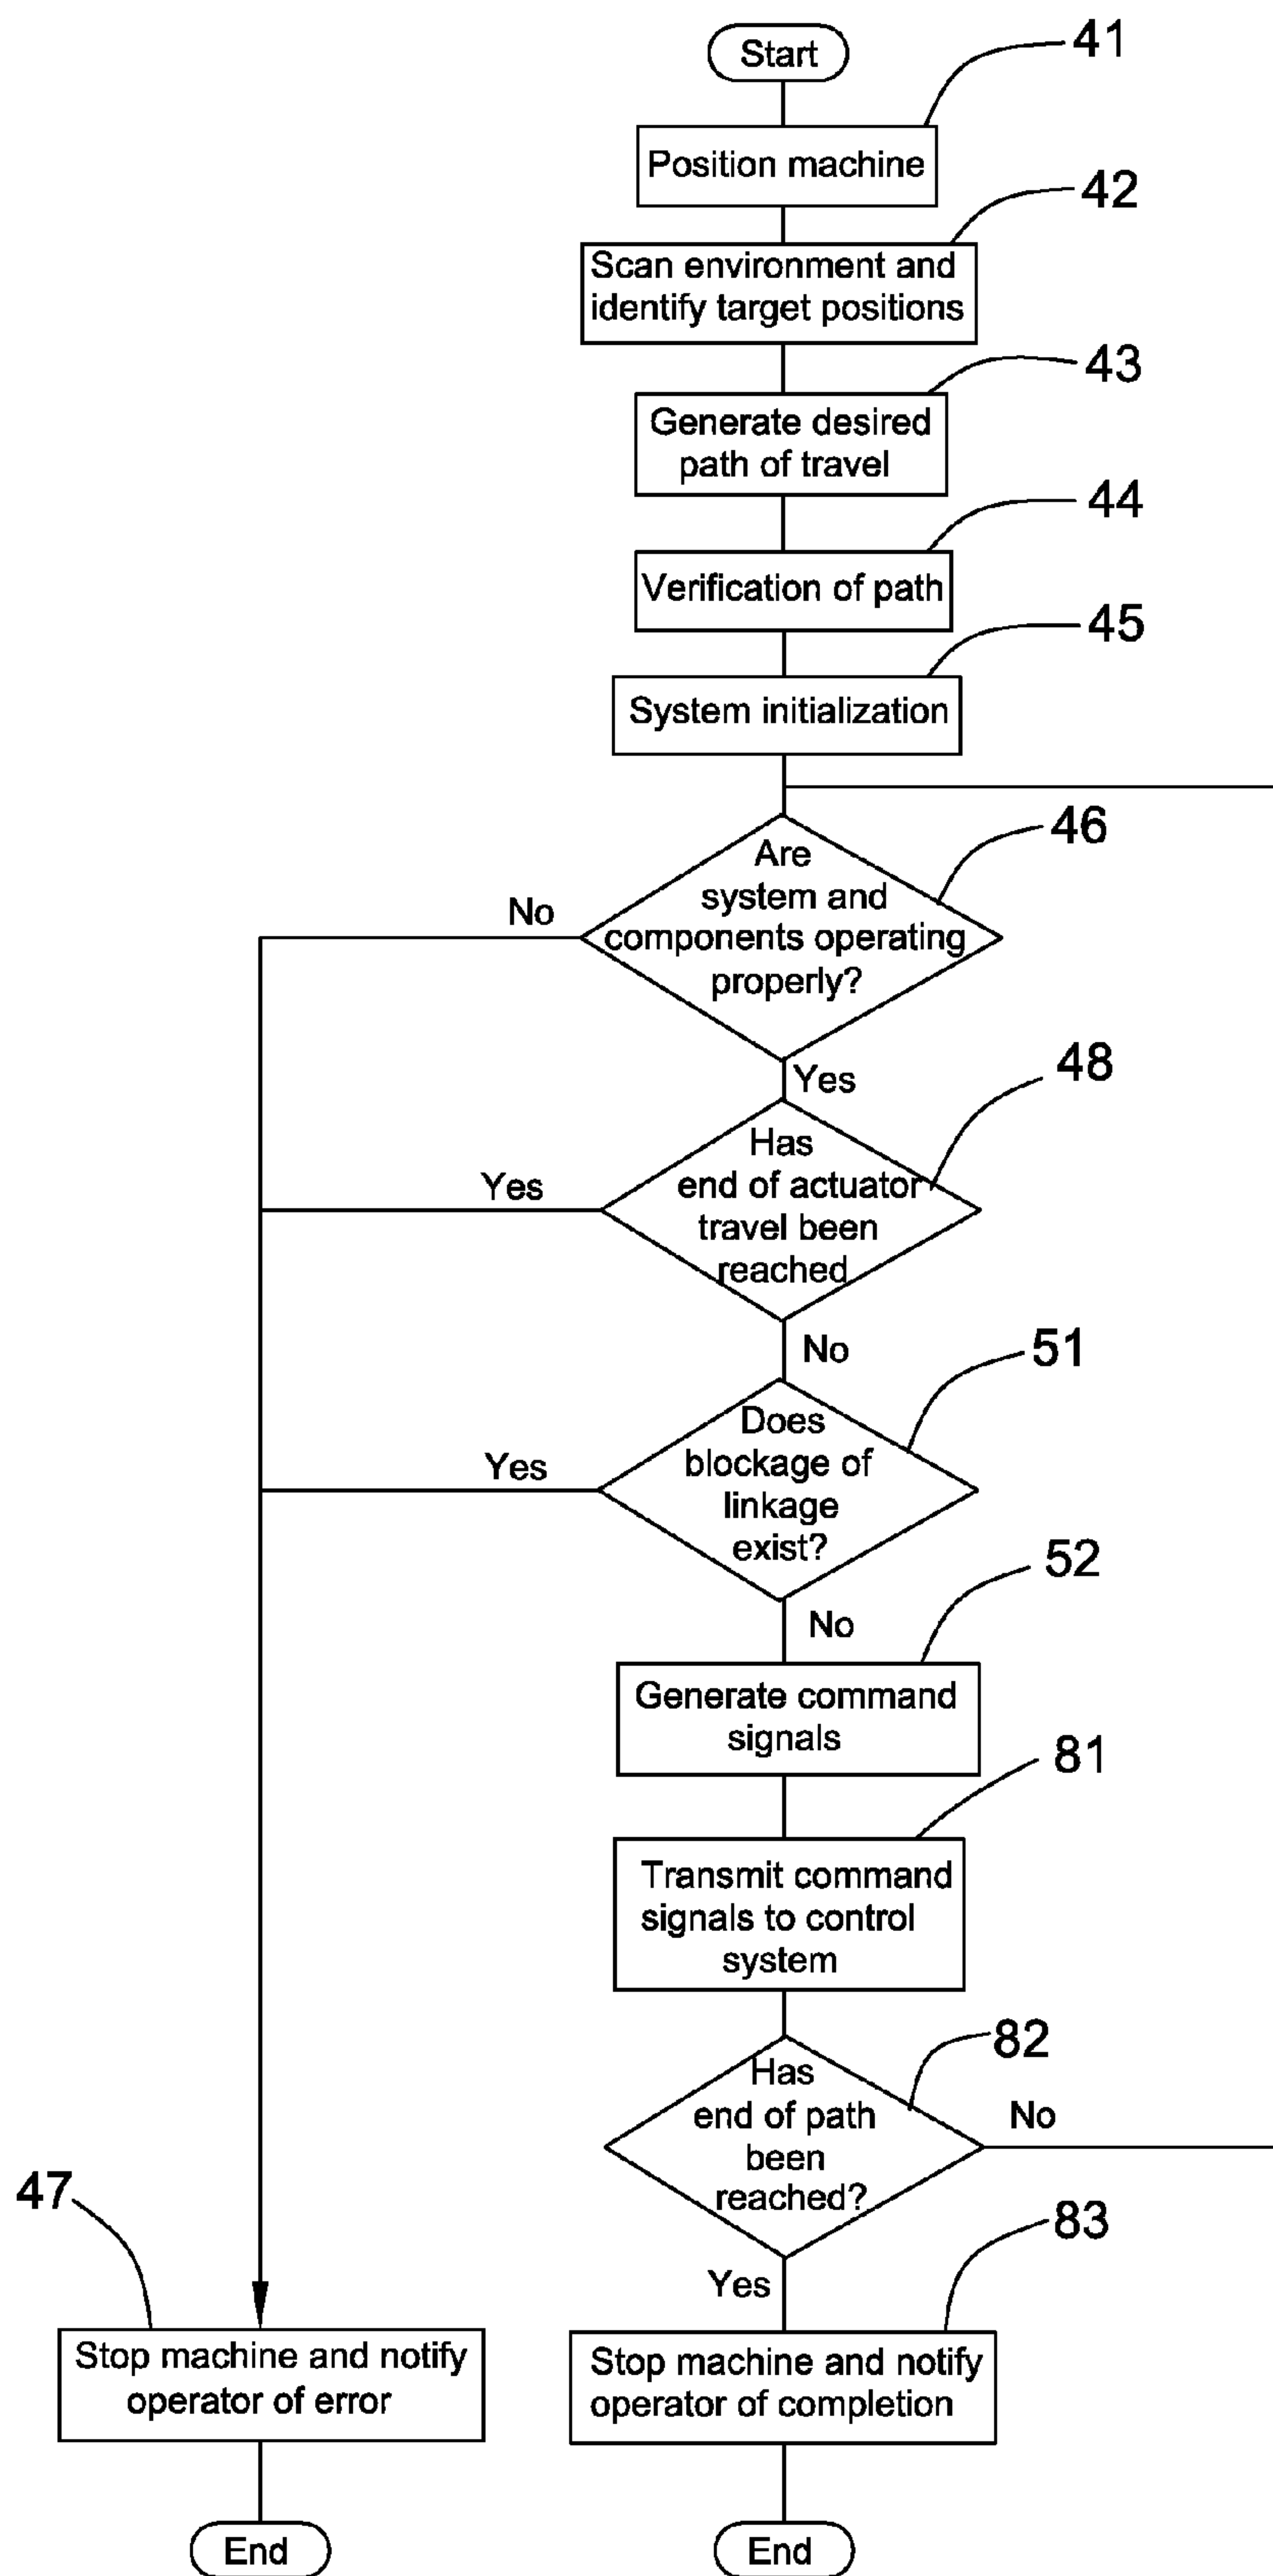 Start
41
Position machine
42
Scan environment and
identify target positions
43
Generate desired
path of travel
44
Verification of path
45
System initialization
46
Are
system and
components operating
properly?
No
Yes
48
Has
end of actuator
travel been
reached
Yes
No
51
Does
blockage of
linkage
exist?
Yes
No
52
Generate command
signals
81
Transmit command
signals to control
system
82
Has
end of path
been
reached?
No
Yes
47
83
Stop machine and notify
operator of error
Stop machine and notify
operator of completion
End
End